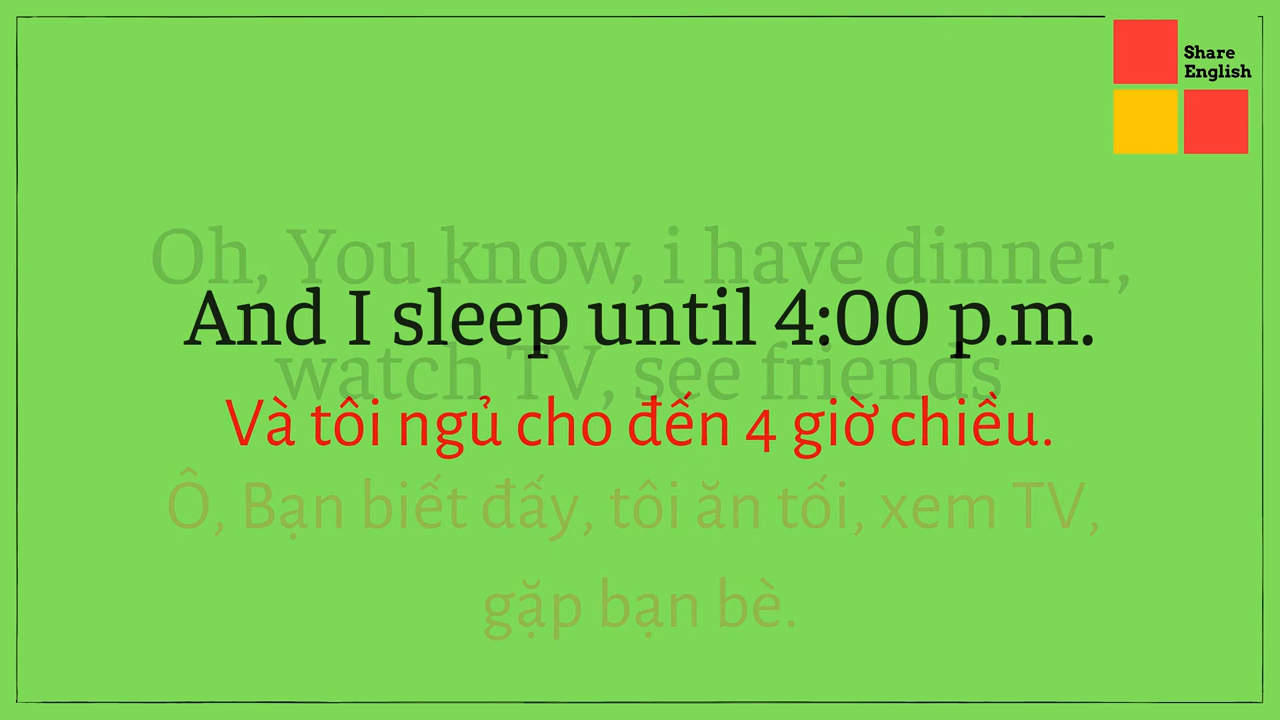 Share
English
Oh, You know, i have dinner,
And I sleep until 4:00 p.m.
watch TV, see friends
Và tôi ngủ cho đến 4 giờ chiều.
Ô, Bạn biết đấy, tôi ăn tối, xem TV,
gặp bạn bè.